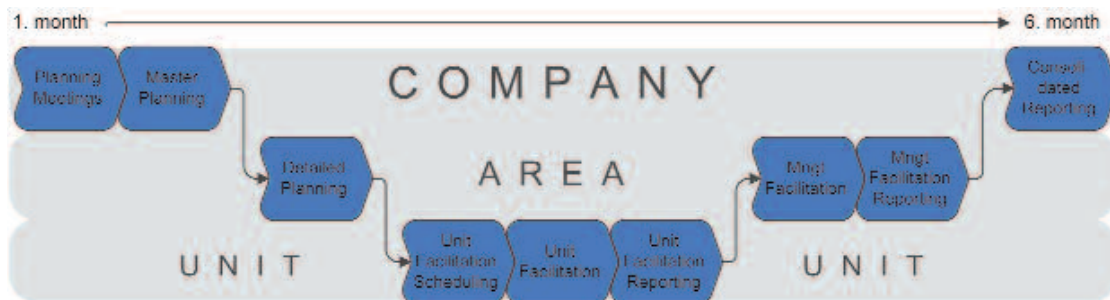 1. month
6. month
Planning
Meetings
Master
Planning
COMPANY
Consoli
dated
Reporting
Detailed
Planning
AREA
Mngt
Facilitation
Mngt
Facilitation
Reporting
UNIT
Unit
Facilitation
Scheduling
Unit
Facilitation
Unit
Facilitation
Reporting
UNIT